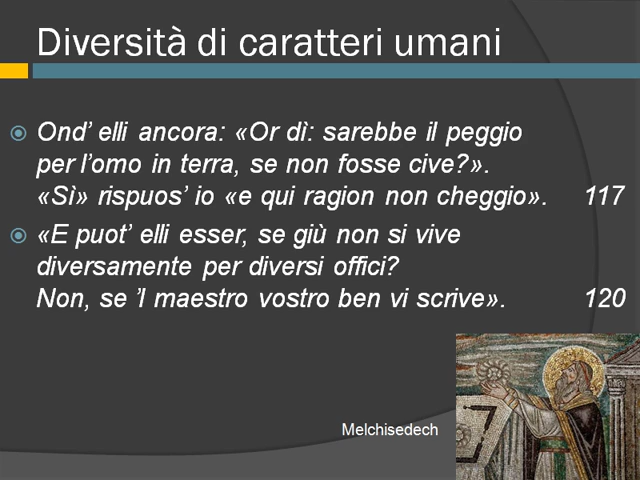 Diversità di caratteri umani
Ond’ elli ancora: «Or dì: sarebbe il peggio
per l’omo in terra, se non fosse cive?».
«Sì» rispuos’ io «e qui ragion non cheggio». 117
«E puot’ elli esser, se giù non si vive
diversamente per diversi offici?
Non, se ’l maestro vostro ben vi scrive». 120
Melchisedech